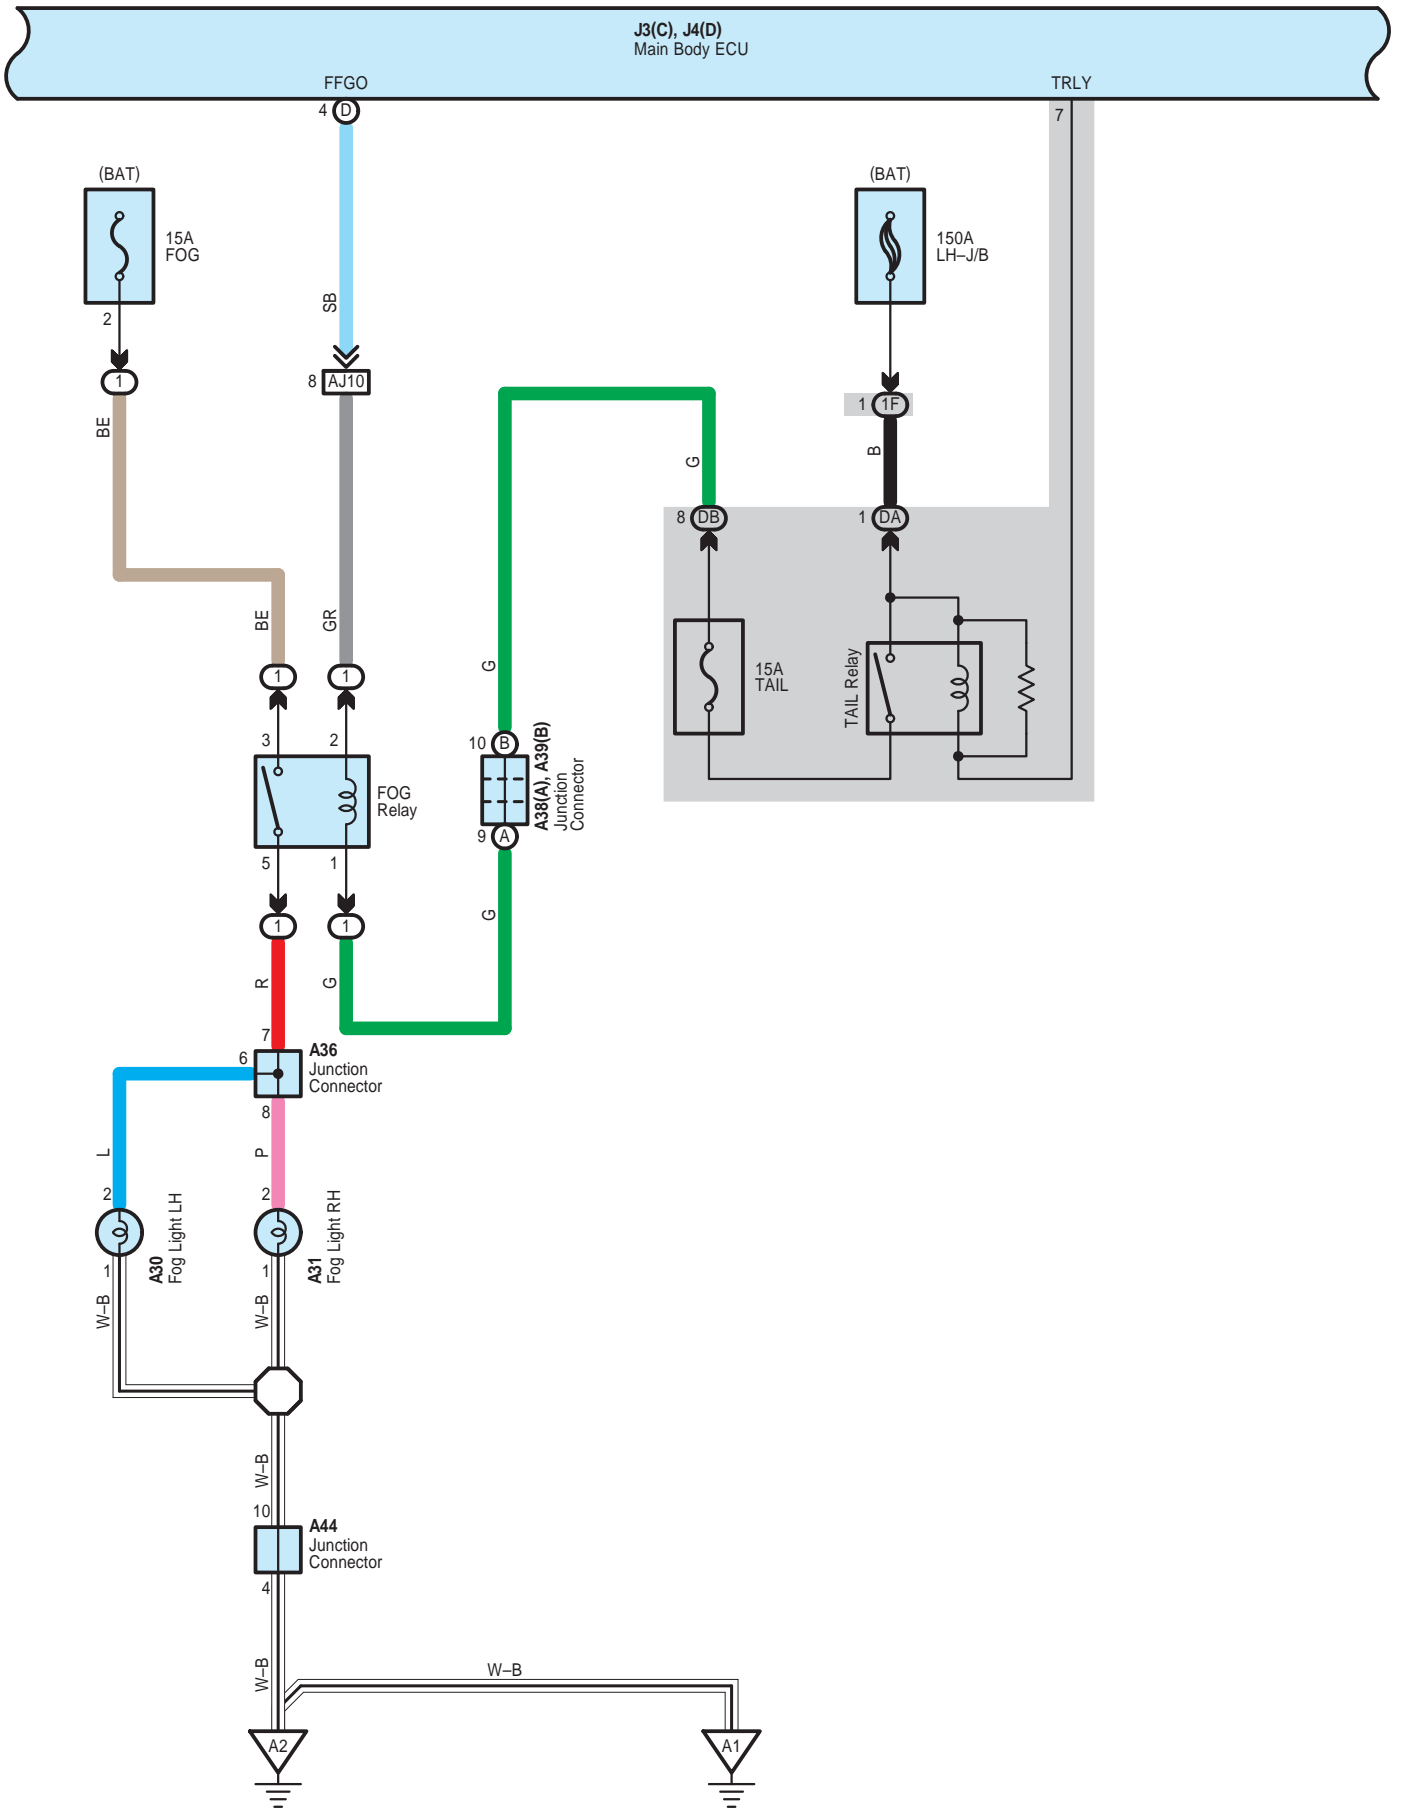 J3(C), J4(D)
Main Body ECU
FFGO
TRLY
4
D
7
(BAT)
(BAT)
15A
FOG
150A
LH–J/B
2
SB
1
8
AJ10
1
1F
BE
B
G
8
DB
1
DA
BE
GR
G
15A
TAIL
TAIL Relay
1
1
3
2
10
B
FOG
Relay
A38(A), A39(B)
Junction
Connector
9
A
5
1
1
1
G
R
G
7
6
A36
Junction
Connector
8
L
P
2
2
A30
Fog Light LH
A31
Fog Light RH
1
1
W–B
W–B
W–B
10
A44
Junction
Connector
4
W–B
W–B
A2
A1